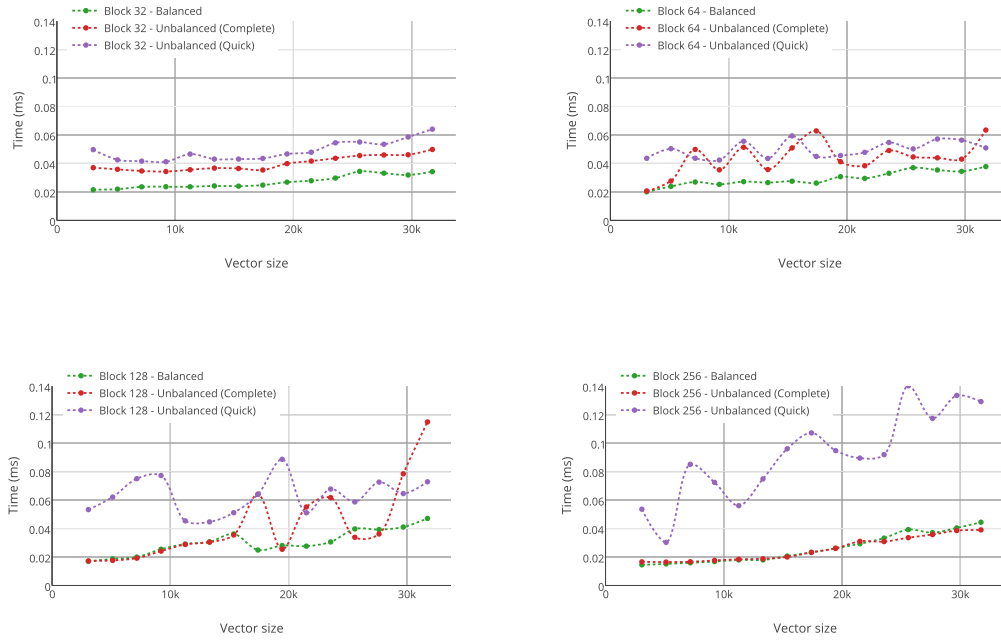 Block 32 - Balanced
Block 32 - Unbalanced (Complete)
Block 32 - Unbalanced (Quick)
0.14
0.12
0.1
0.08
0.06
0.04
0.02
0
Time (ms)
0
10k
20k
30k
Vector size
Block 64 - Balanced
Block 64 - Unbalanced (Complete)
Block 64 - Unbalanced (Quick)
0.14
0.12
0.1
0.08
0.06
0.04
0.02
0
Time (ms)
0
10k
20k
30k
Vector size
Block 128 - Balanced
Block 128 - Unbalanced (Complete)
Block 128 - Unbalanced (Quick)
0.14
0.12
0.1
0.08
0.06
0.04
0.02
0
Time (ms)
0
10k
20k
30k
Vector size
Block 256 - Balanced
Block 256 - Unbalanced (Complete)
Block 256 - Unbalanced (Quick)
0.14
0.12
0.1
0.08
0.06
0.04
0.02
0
Time (ms)
0
10k
20k
30k
Vector size